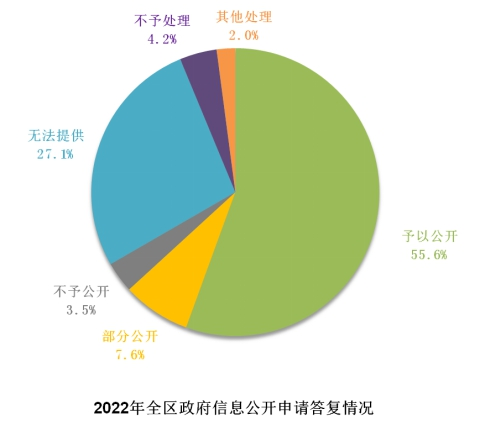 不予处理
4.2%
其他处理
2.0%
无法提供
27.1%
予以公开
55.6%
不予公开
3.5%
部分公开
7.6%
2022年全区政府信息公开申请答复情况